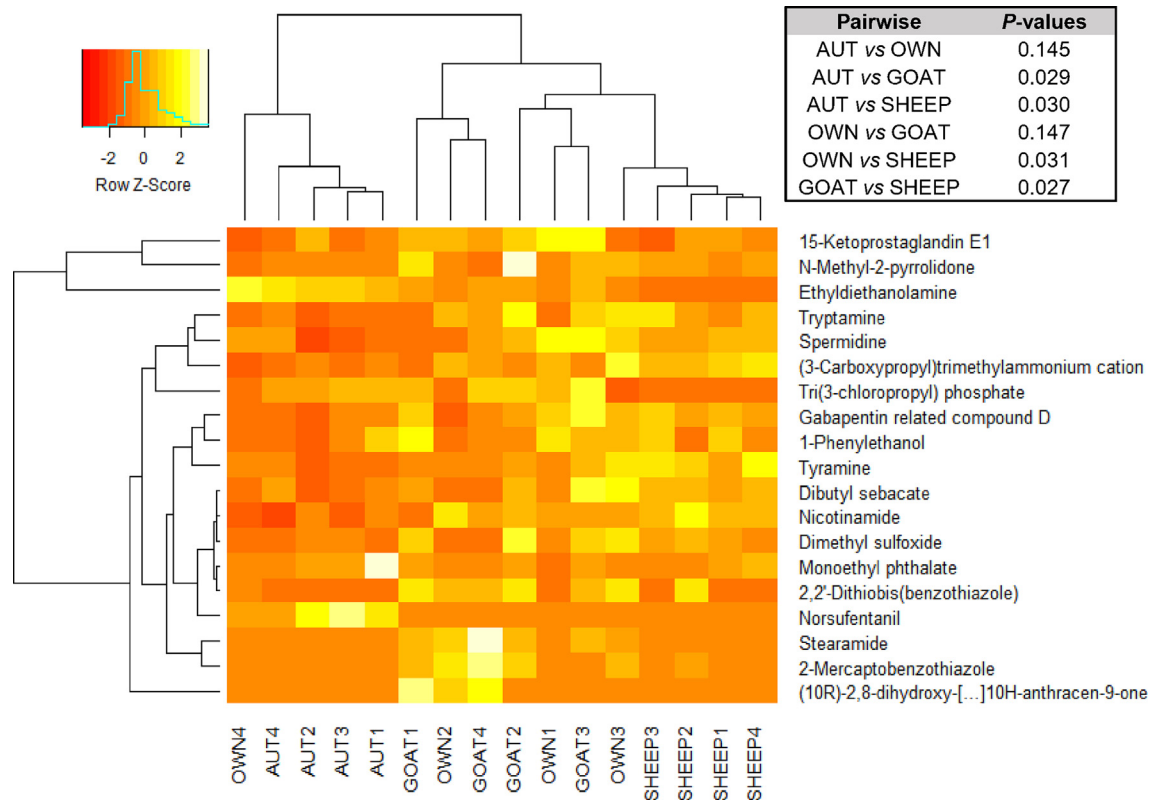 Pairwise P-values
AUT vs OWN 0.145
AUT vs GOAT 0.029
AUT vs SHEEP 0.030
OWN vs GOAT 0.147
OWN vs SHEEP 0.031
GOAT vs SHEEP 0.027
-2 0 2
Row Z-Score
15-Ketoprostaglandin E1
N-Methyl-2-pyrrolidone
Ethyldiethanolamine
Tryptamine
Spermidine
(3-Carboxypropyl)trimethylammonium cation
Tri(3-chloropropyl) phosphate
Gabapentin related compound D
1-Phenylethanol
Tyramine
Dibutyl sebacate
Nicotinamide
Dimethyl sulfoxide
Monoethyl phthalate
2,2'-Dithiobis(benzothiazole)
Norsufentanil
Stearamide
2-Mercaptobenzothiazole
(10R)-2,8-dihydroxy-[...]10H-anthracen-9-one
OWN4
AUT4
AUT2
AUT3
AUT1
GOAT1
OWN2
GOAT4
GOAT2
OWN1
GOAT3
OWN3
SHEEP3
SHEEP2
SHEEP1
SHEEP4